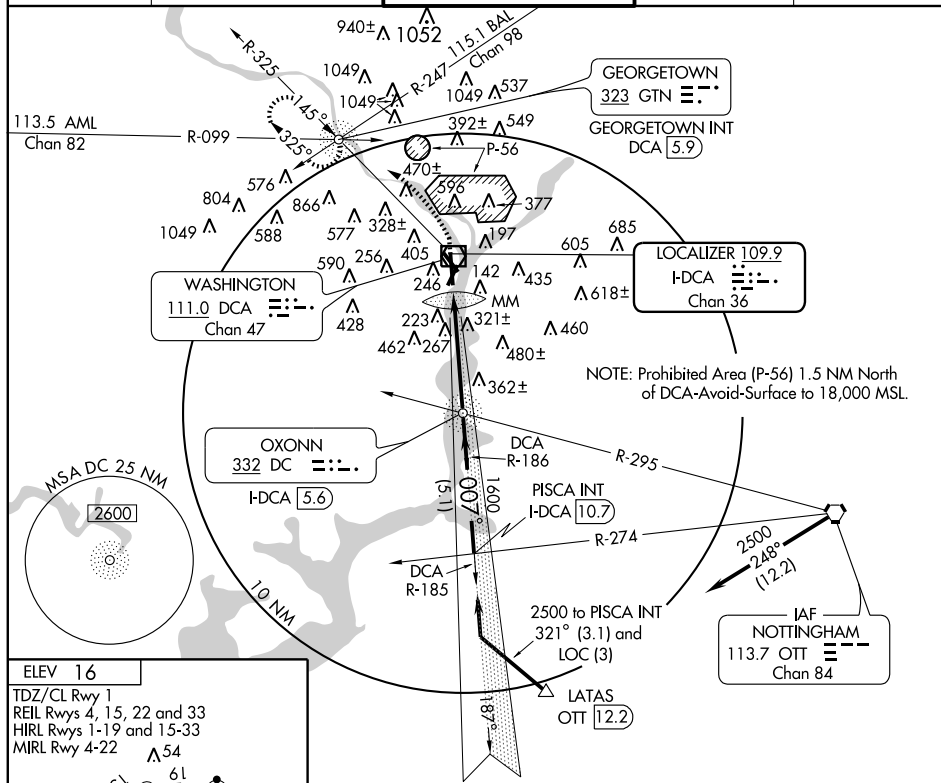 940±
1052
115.1 BAL
Chan 98
R-247
R-325
1049
1049
1049
537
GEORGETOWN
323 GTN
GEORGETOWN INT
DCA 5.9
145°
325°
113.5 AML
Chan 82
R-099
392±
549
P-56
470±
576
596
377
804
866
1049
588
577
328±
405
197
685
605
LOCALIZER 109.9
I-DCA
Chan 36
590
256
246
142
435
WASHINGTON
111.0 DCA
Chan 47
618±
MM
428
223
321±
460
462
267
480±
362±
NOTE: Prohibited Area (P-56) 1.5 NM North
of DCA-Avoid-Surface to 18,000 MSL.
OXONN
332 DC
I-DCA 5.6
DCA
R-186
R-295
1600
007°
(5.1)
PISCA INT
I-DCA 10.7
MSA DC 25 NM
2600
R-274
2500
248°
(12.2)
DCA
R-185
10 NM
2500 to PISCA INT
321° (3.1) and
LOC (3)
IAF
NOTTINGHAM
113.7 OTT
Chan 84
LATAS
OTT 12.2
187°
ELEV 16
TDZ/CL Rwy 1
REIL Rwys 4, 15, 22 and 33
HIRL Rwys 1-19 and 15-33
MIRL Rwy 4-22
54
19